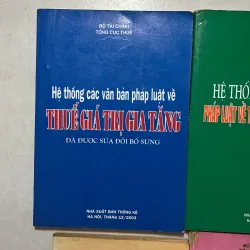 BỘ TÀI CHÍNH
TỔNG CỤC THUẾ
Hệ thống các văn bản pháp luật về
THUẾ GIÁ TRỊ GIA TĂNG
ĐÃ ĐƯỢC SỬA ĐỔI BỔ SUNG
NHÀ XUẤT BẢN THỐNG KÊ
HÀ NỘI, THÁNG 12/2003
HỆ THỐ
PHÁP LUẬT VỀ T